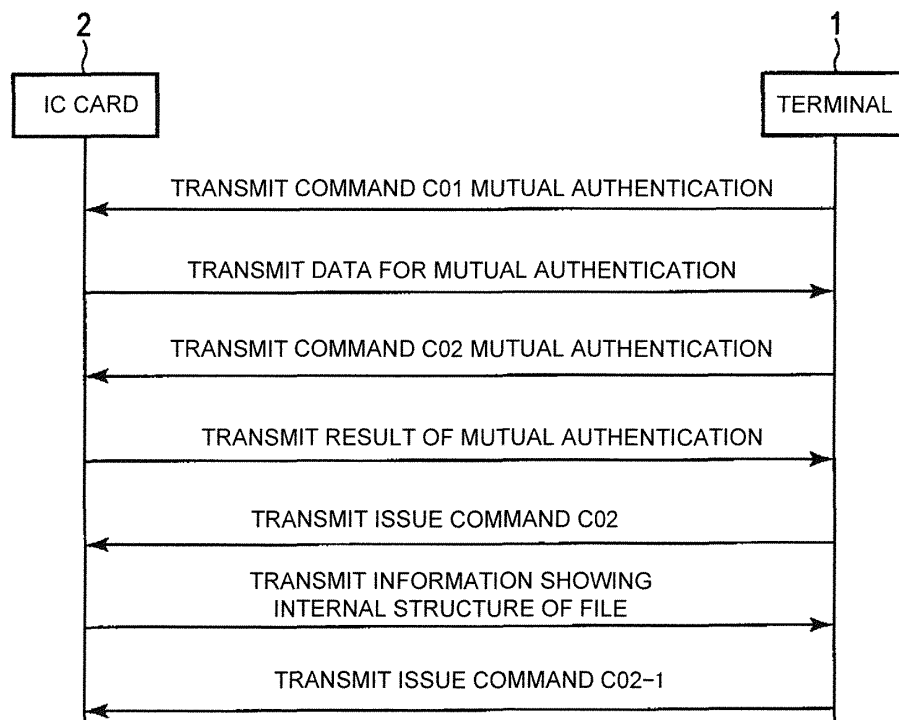 2
1
IC CARD
TERMINAL
TRANSMIT COMMAND C01 MUTUAL AUTHENTICATION
TRANSMIT DATA FOR MUTUAL AUTHENTICATION
TRANSMIT COMMAND C02 MUTUAL AUTHENTICATION
TRANSMIT RESULT OF MUTUAL AUTHENTICATION
TRANSMIT ISSUE COMMAND C02
TRANSMIT INFORMATION SHOWING
INTERNAL STRUCTURE OF FILE
TRANSMIT ISSUE COMMAND C02-1